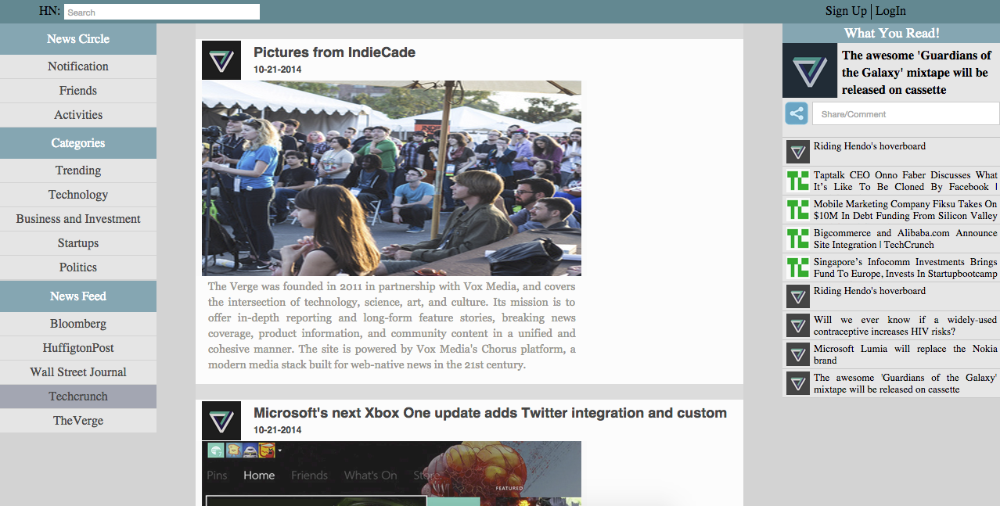 HN: Search
Sign Up LogIn
News Circle
Notification
Friends
Activities
Categories
Trending
Technology
Business and Investment
Startups
Politics
News Feed
Bloomberg
HuffigtonPost
Wall Street Journal
Techcrunch
TheVerge
Pictures from IndieCade
10-21-2014
The Verge was founded in 2011 in partnership with Vox Media, and covers
the intersection of technology, science, art, and culture. Its mission is to
offer in-depth reporting and long-form feature stories, breaking news
coverage, product information, and community content in a unified and
cohesive manner. The site is powered by Vox Media's Chorus platform, a
modern media stack built for web-native news in the 21st century.
Microsoft's next Xbox One update adds Twitter integration and custom
10-21-2014
Pins Home Friends What's On Store
FEATURED
What You Read!
The awesome 'Guardians of
the Galaxy' mixtape will be
released on cassette
Share/Comment
Riding Hendo's hoverboard
Taptalk CEO Onno Faber Discusses What
It's Like To Be Cloned By Facebook |
Mobile Marketing Company Fiksu Takes On
$10M In Debt Funding From Silicon Valley
Bigcommerce and Alibaba.com Announce
Site Integration | TechCrunch
Singapore's Infocomm Investments Brings
Fund To Europe, Invests In Startupbootcamp
Riding Hendo's hoverboard
Will we ever know if a widely-used
contraceptive increases HIV risks?
Microsoft Lumia will replace the Nokia
brand
The awesome 'Guardians of the Galaxy'
mixtape will be released on cassette